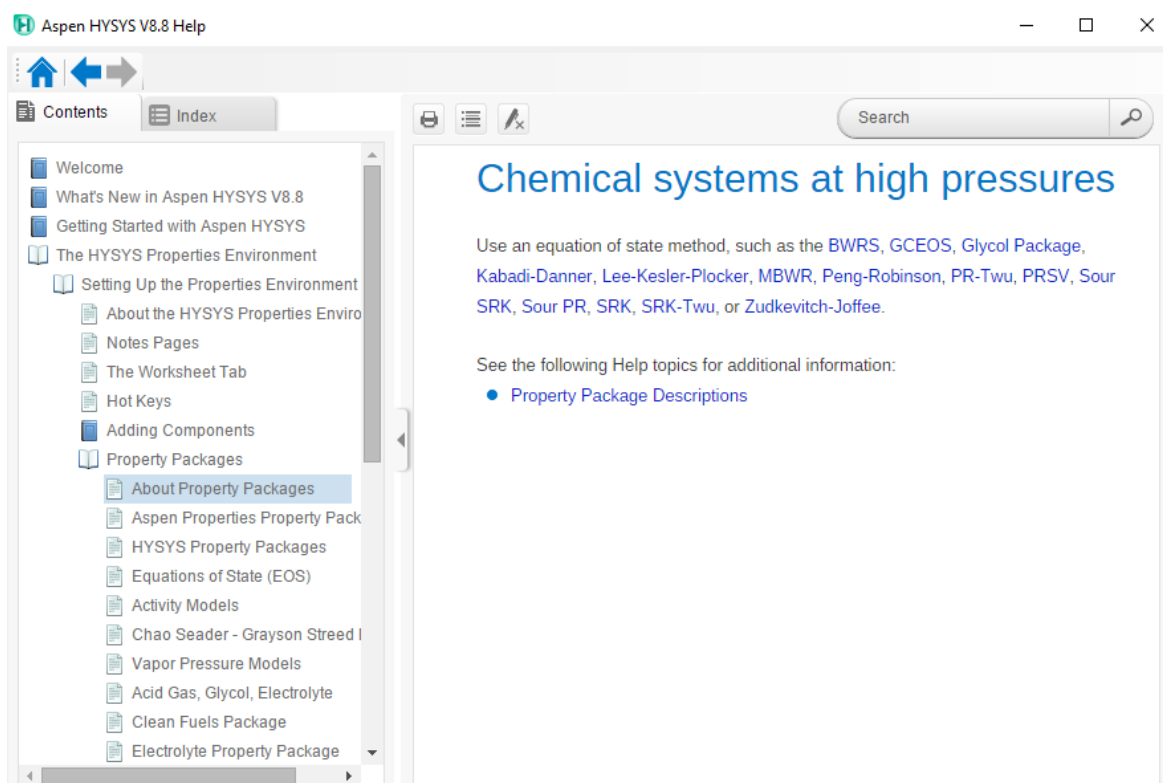 Aspen HYSYS V8.8 Help
Contents
Index
Search
Welcome
What's New in Aspen HYSYS V8.8
Getting Started with Aspen HYSYS
The HYSYS Properties Environment
Setting Up the Properties Environment
About the HYSYS Properties Enviro
Notes Pages
The Worksheet Tab
Hot Keys
Adding Components
Property Packages
About Property Packages
Aspen Properties Property Pack
HYSYS Property Packages
Equations of State (EOS)
Activity Models
Chao Seader - Grayson Streed
Vapor Pressure Models
Acid Gas, Glycol, Electrolyte
Clean Fuels Package
Electrolyte Property Package
Chemical systems at high pressures
Use an equation of state method, such as the BWRS, GCEOS, Glycol Package,
Kabadi-Danner, Lee-Kesler-Plocker, MBWR, Peng-Robinson, PR-Twu, PRSV, Sour
SRK, Sour PR, SRK, SRK-Twu, or Zudkevitch-Joffee.
See the following Help topics for additional information:
Property Package Descriptions